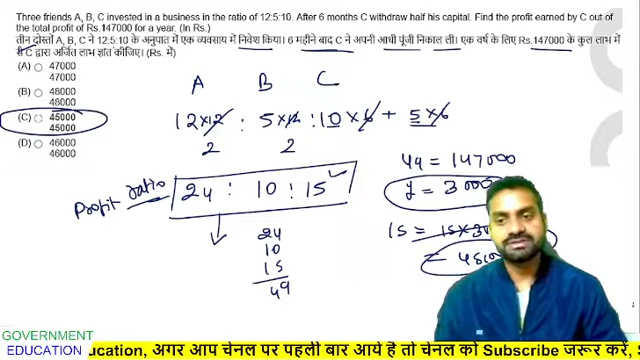 Three friends A, B, C invested in a business in the ratio of 12:5:10. After 6 months C withdraw half his capital. Find the profit earned by C out of
the total profit of Rs.147000 for a year. (In Rs.)
तीन दोस्तों A, B, C ने 12:5:10 के अनुपात में एक व्यवसाय में निवेश किया। 6 महीने बाद C ने अपनी आधी पूंजी निकाल ली। एक वर्ष के लिए Rs.147000 के कुल लाभ में
से C द्वारा अर्जित लाभ ज्ञात कीजिए। (Rs. में)
(A) 47000
47000
(B) 48000
48000
(C) 45000
45000
(D) 46000
46000
A B C
12×12 : 5×12 : 10×6 + 5×6
2 2
Profit ratio 24 : 10 : 15
24
10
15
49
49 = 147000
1 = 3000
15 =
=
GOVERNMENT
EDUCATION
ducation, अगर आप चेनल पर पहली बार आये है तो चेनल को Subscribe जरूर करें,